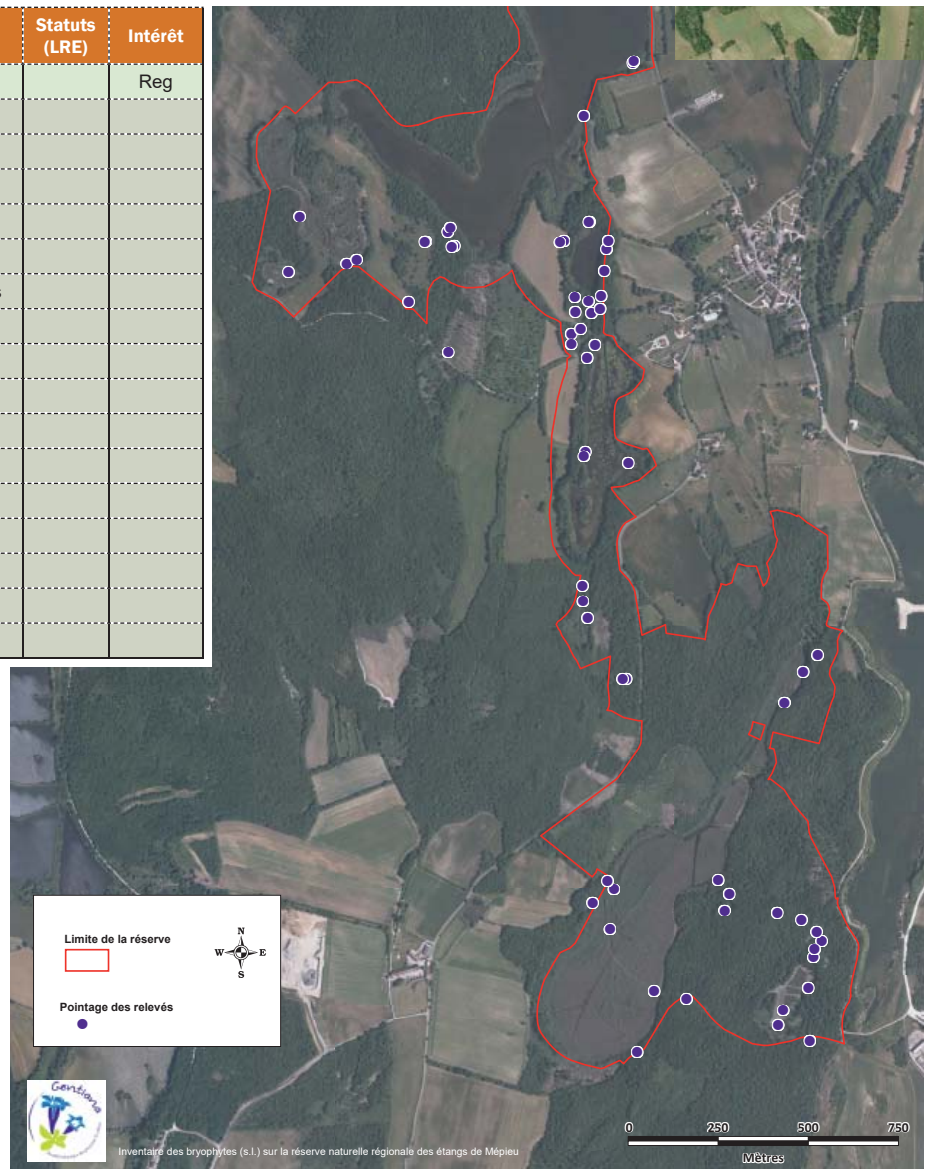 Statuts
(LRE)
Intérêt
Reg
s
Limite de la réserve
N
W
E
S
Pointage des relevés
Gentiana
Inventaire des bryophytes (s.l.) sur la réserve naturelle régionale des étangs de Mépieu
0 250 500 750
Mètres